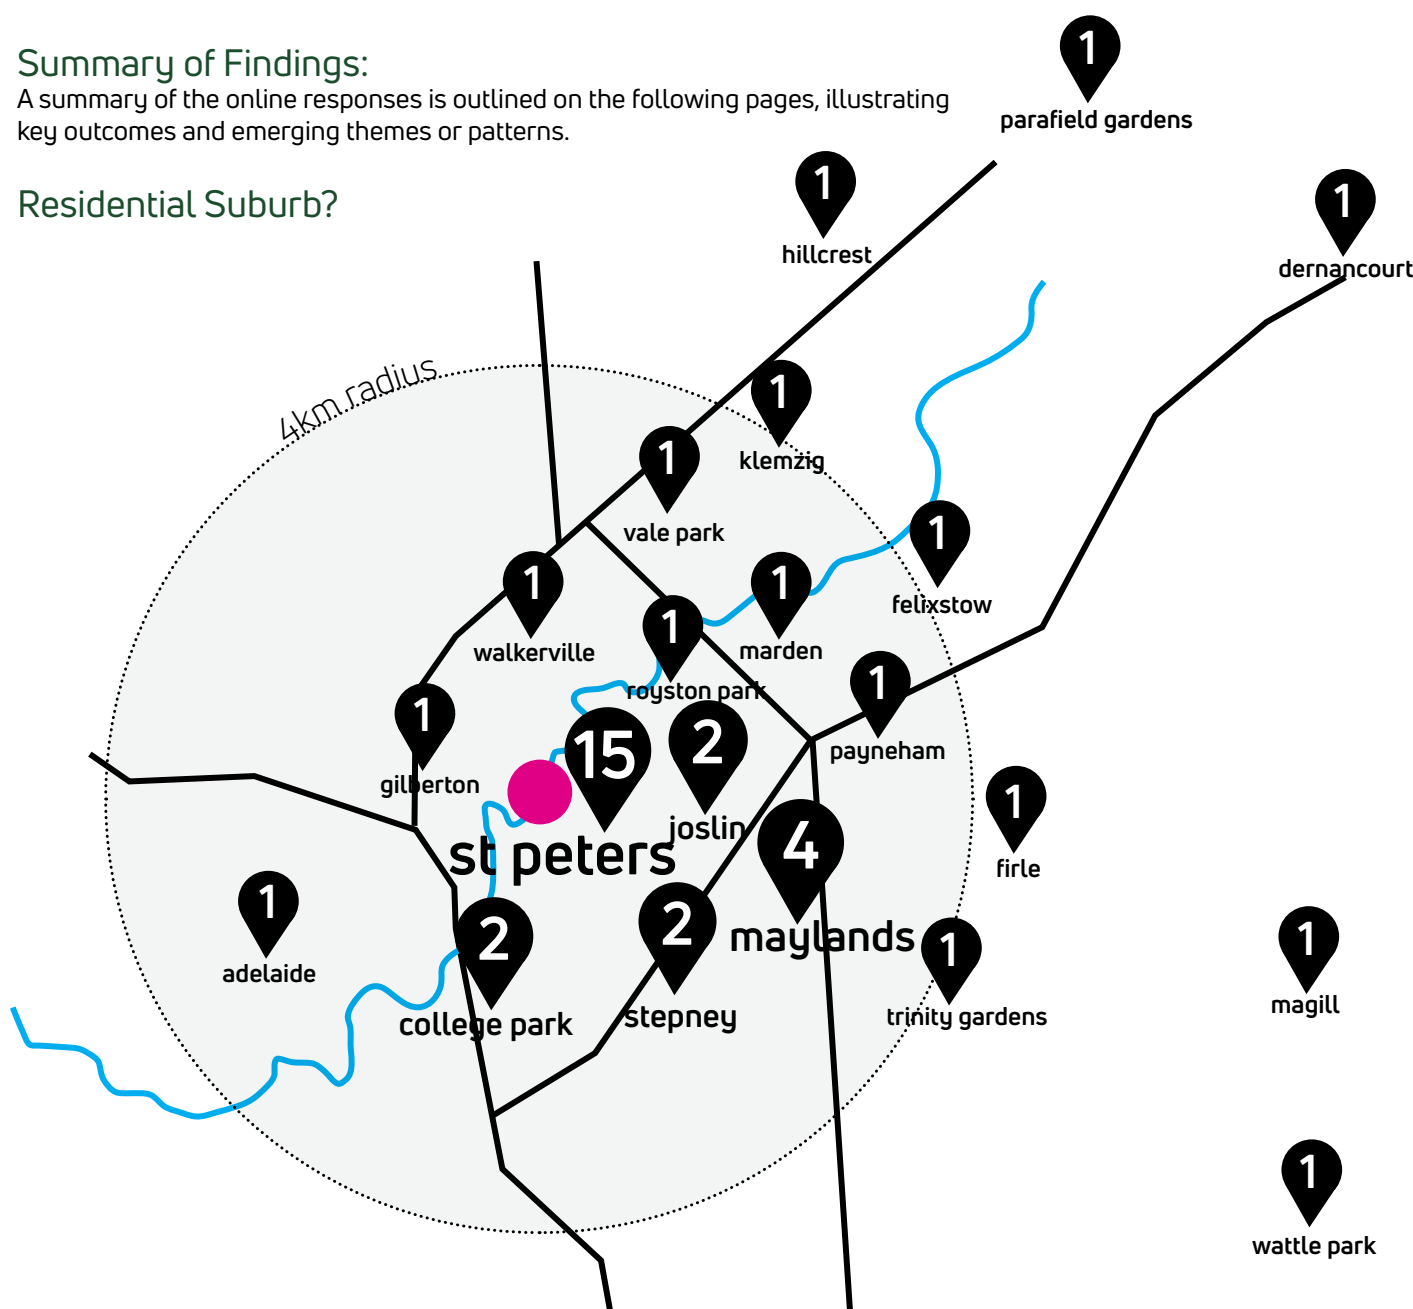 Summary of Findings:
A summary of the online responses is outlined on the following pages, illustrating
key outcomes and emerging themes or patterns.
Residential Suburb?
1
parafield gardens
1
hillcrest
1
dernancourt
4km radius
1
klemzig
1
vale park
1
felixstow
1
walkerville
1
marden
1
royston park
1
payneham
1
gilberton
15
st peters
2
joslin
4
maylands
1
firle
1
adelaide
2
college park
2
stepney
1
trinity gardens
1
magill
1
wattle park